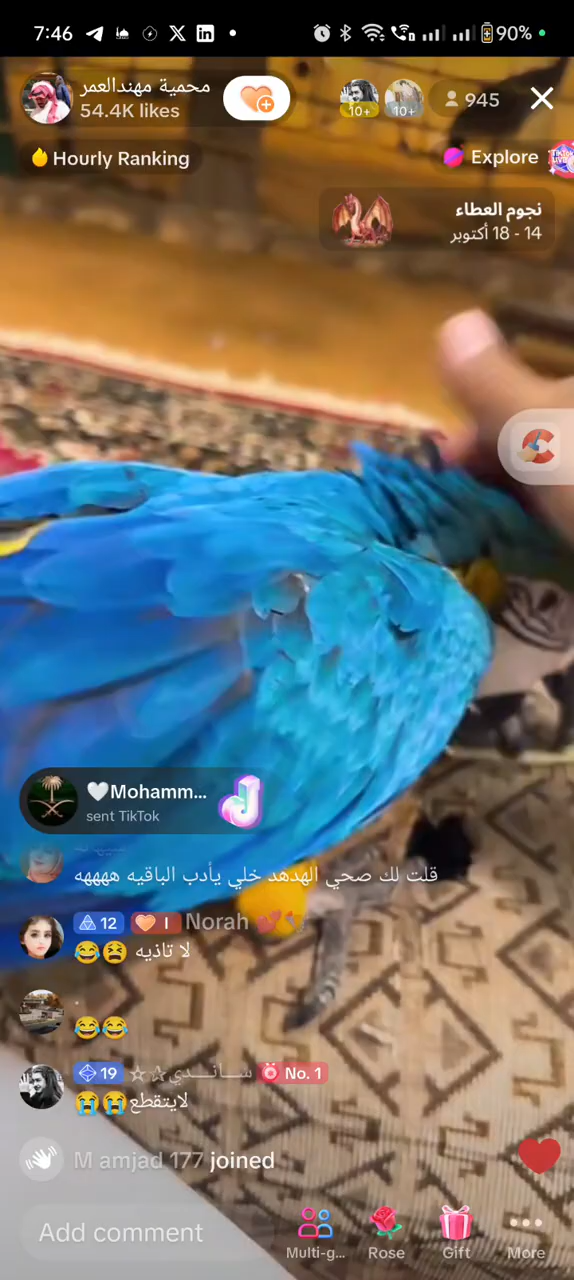 7:46
90%
محمية مهندالعمر
54.4K likes
10+
10+
945
Hourly Ranking
Explore
نجوم العطاء
14 - 18 أكتوبر
Mohamm...
sent TikTok
قلت لك صحي الهدهد خلي يأدب الباقيه هههههه
12
I
Norah
لا تاذيه
19
ســانــــدي
No. 1
لايتقطع
M amjad 177 joined
Add comment
Multi-g...
Rose
Gift
More